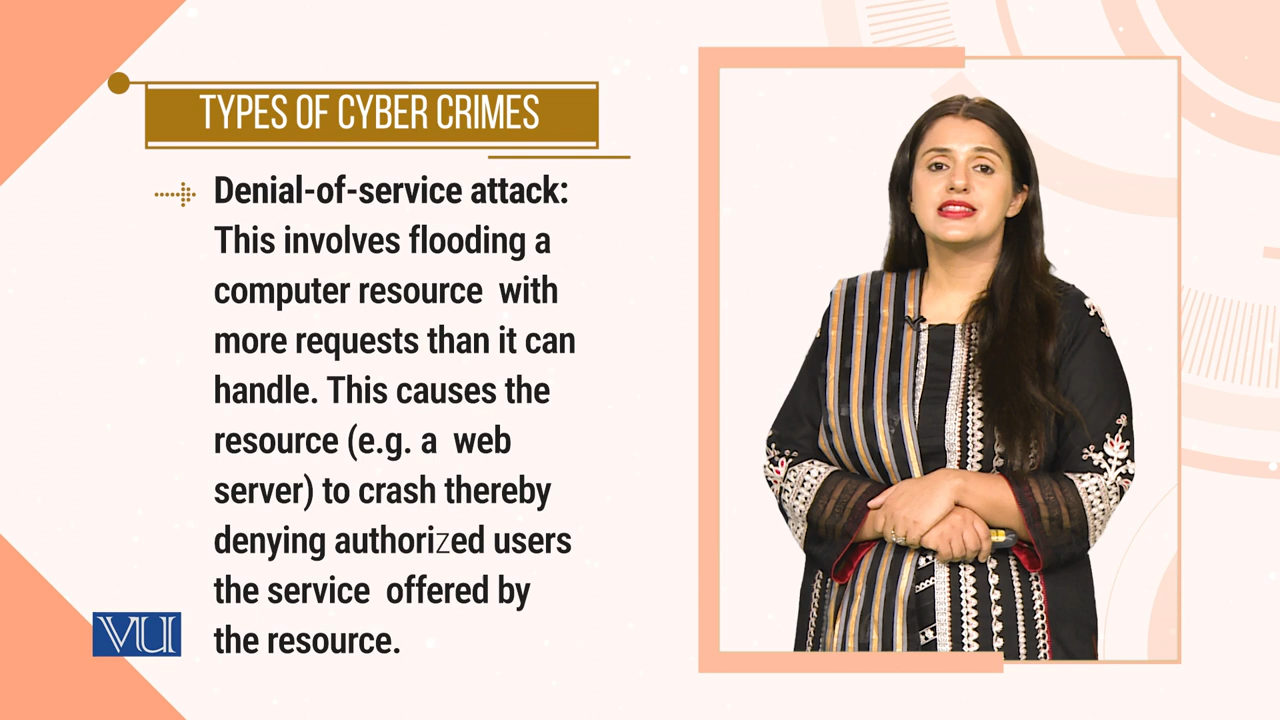 TYPES OF CYBER CRIMES
Denial-of-service attack:
This involves flooding a
computer resource with
more requests than it can
handle. This causes the
resource (e.g. a web
server) to crash thereby
denying authorized users
the service offered by
the resource.
VU